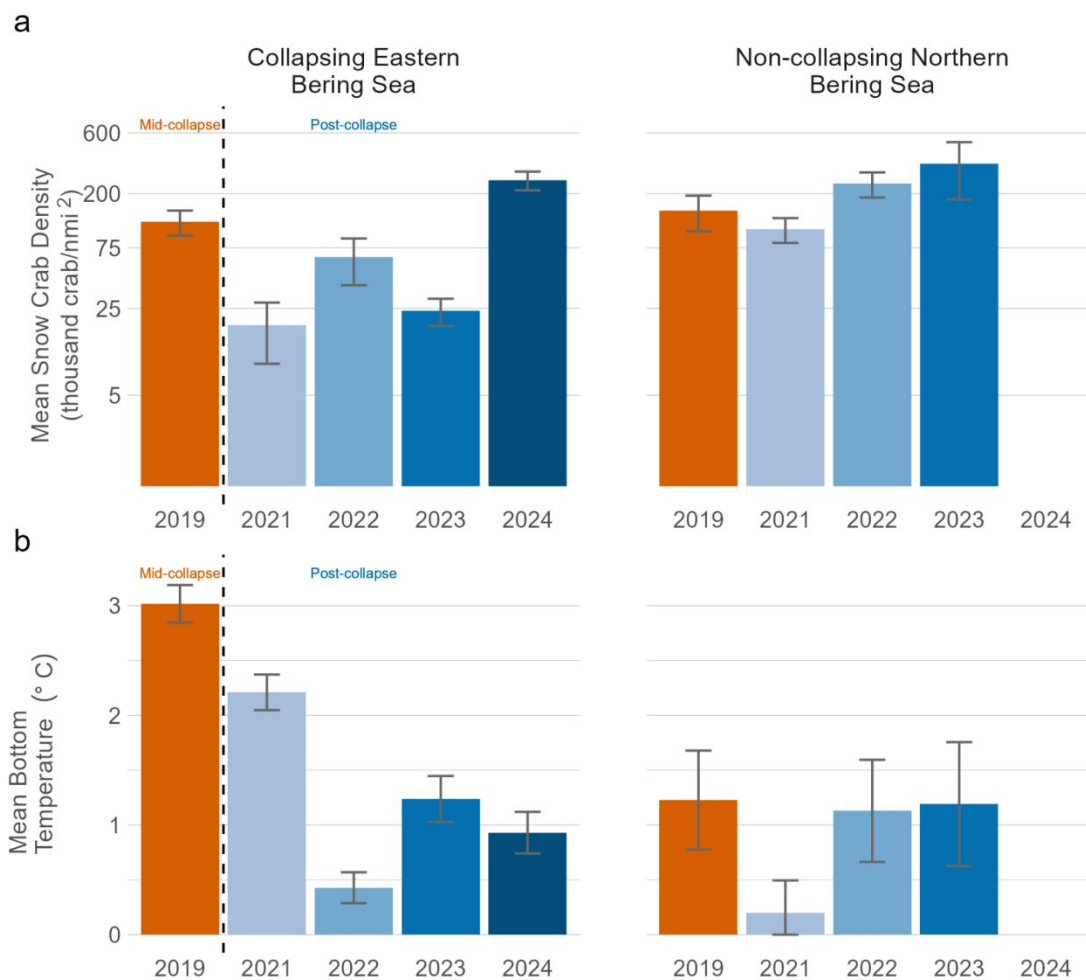 a
Collapsing Eastern
Bering Sea
Non-collapsing Northern
Bering Sea
Mean Snow Crab Density
(thousand crab/nmi ²)
Mid-collapse
Post-collapse
600
200
75
25
5
2019 2021 2022 2023 2024
2019 2021 2022 2023 2024
b
Mean Bottom
Temperature (° C)
Mid-collapse
Post-collapse
3
2
1
0
2019 2021 2022 2023 2024
2019 2021 2022 2023 2024